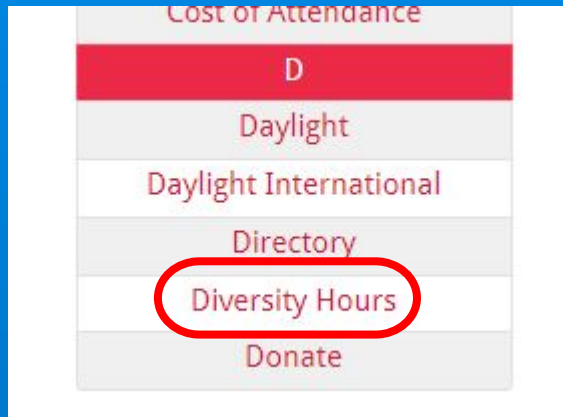 Cost of Attendance
D
Daylight
Daylight International
Directory
Diversity Hours
Donate